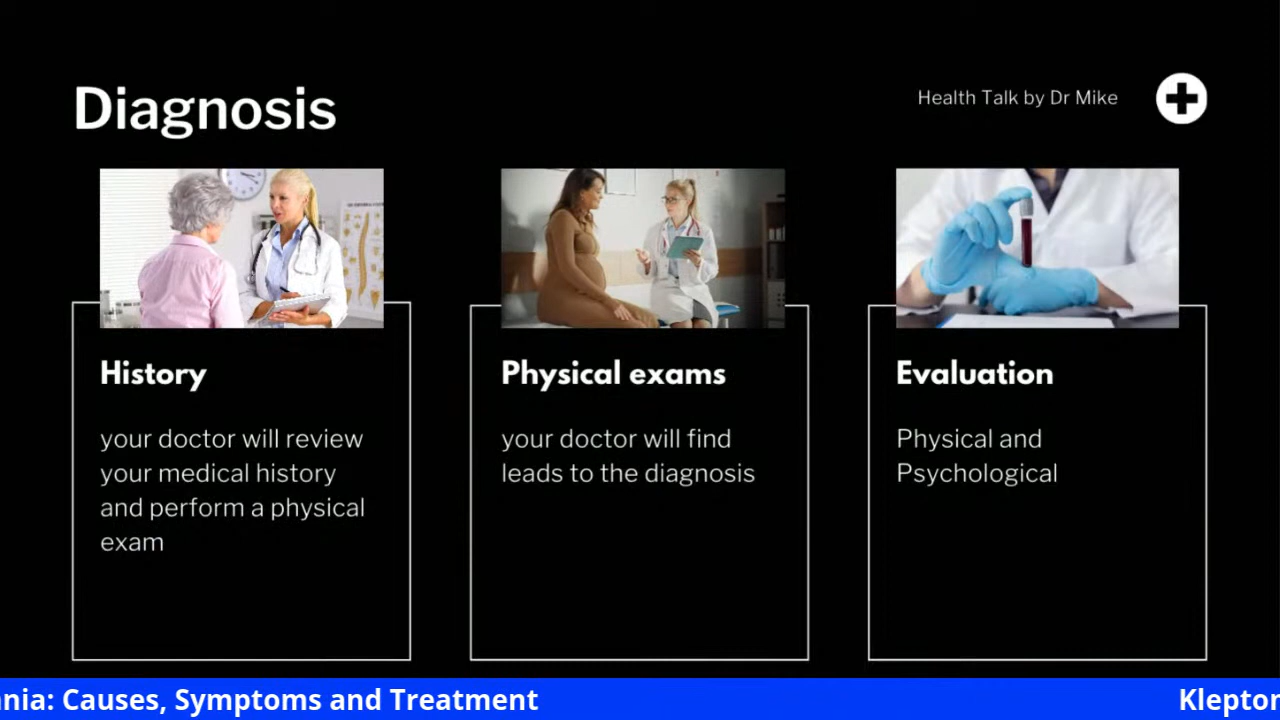 Diagnosis
Health Talk by Dr Mike
History
your doctor will review
your medical history
and perform a physical
exam
Physical exams
your doctor will find
leads to the diagnosis
Evaluation
Physical and
Psychological
nia: Causes, Symptoms and Treatment
Klepto